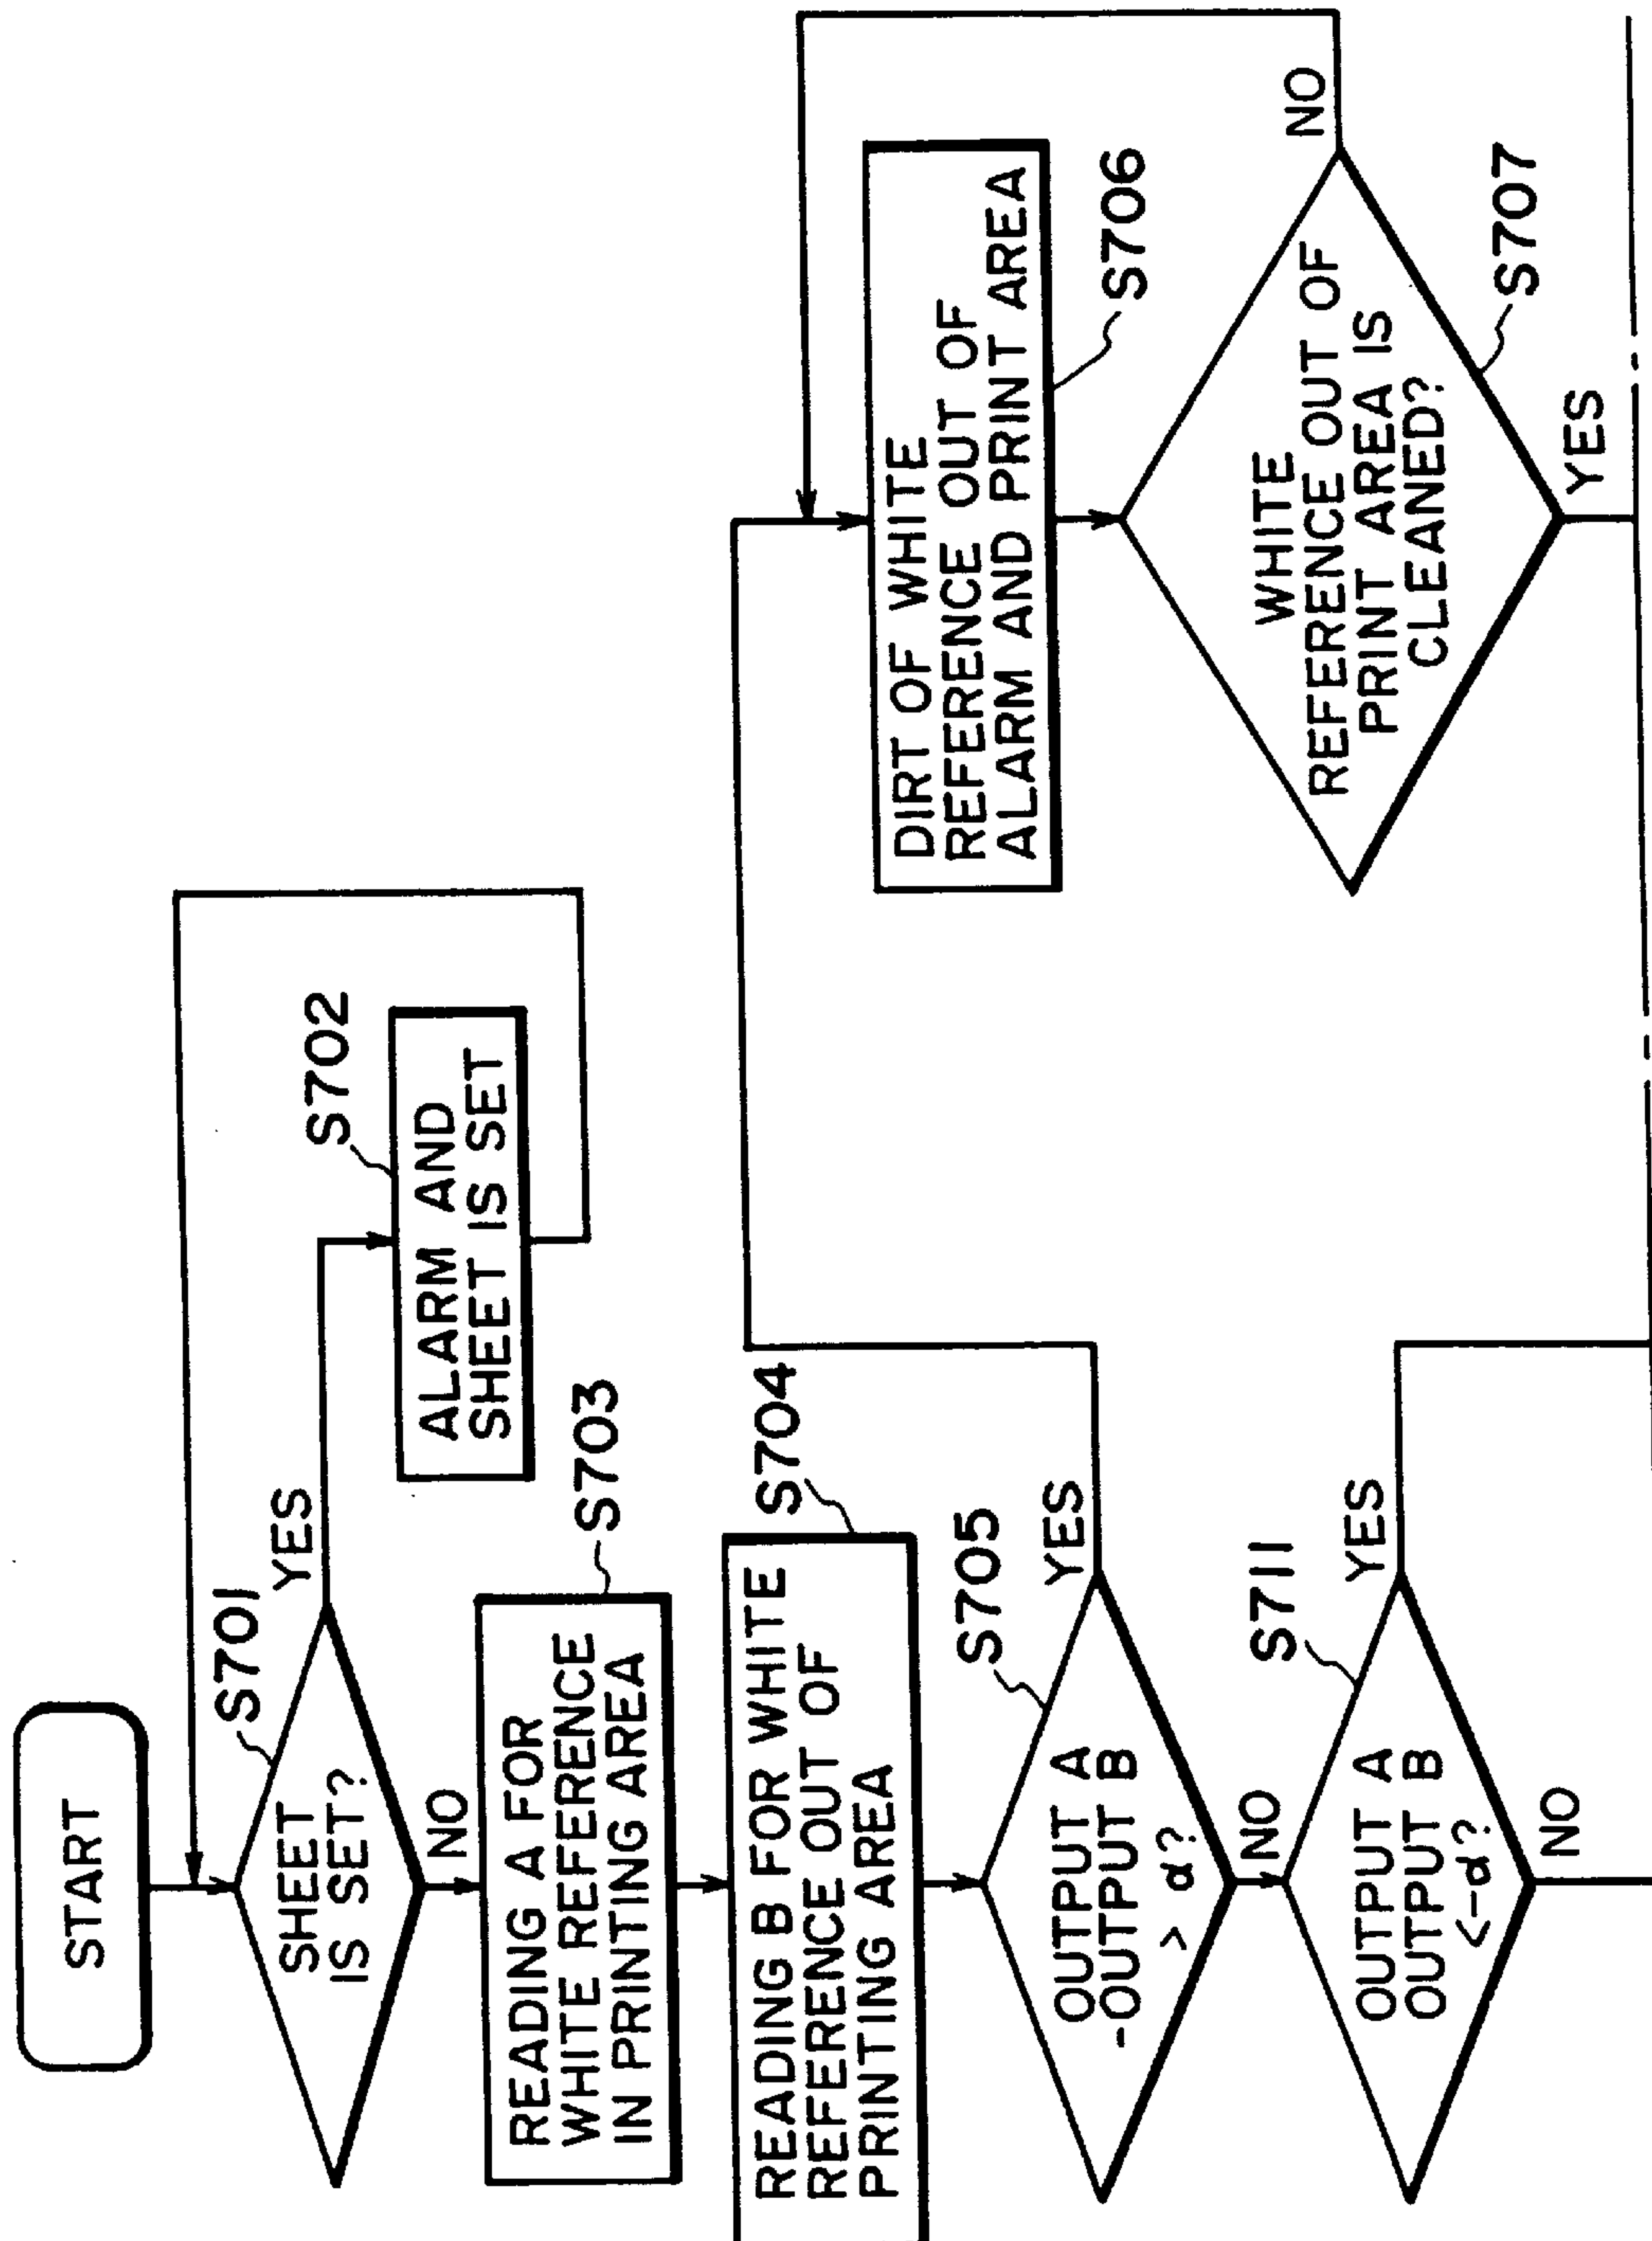 START
S701
SHEET
IS SET?
YES
NO
S702
ALARM AND
SHEET IS SET
S703
READING A FOR
WHITE REFERENCE
IN PRINTING AREA
S704
READING B FOR WHITE
REFERENCE OUT OF
PRINTING AREA
S705
OUTPUT A
-OUTPUT B
> α?
YES
NO
S706
DIRT OF WHITE
REFERENCE OUT OF
ALARM AND PRINT AREA
S707
WHITE
REFERENCE OUT OF
PRINT AREA IS
CLEANED?
NO
YES
S711
OUTPUT A
OUTPUT B
<-α?
YES
NO